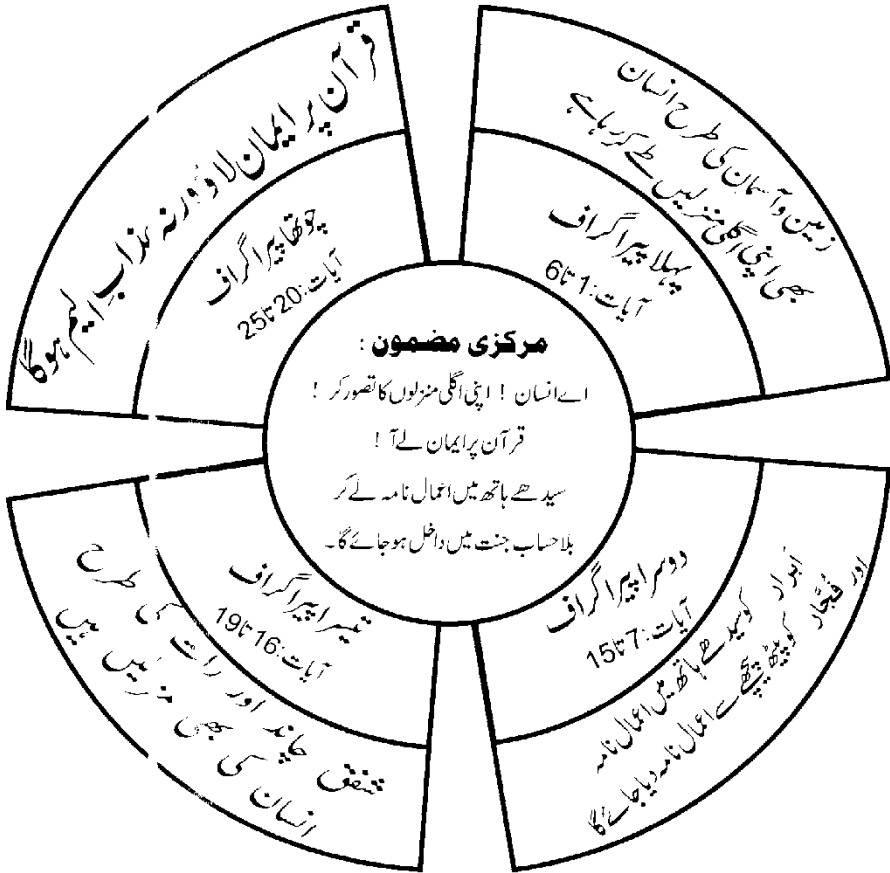 زمین و آسمان کی طرح انسان
بھی اپنی اگلی منزلیں طے کر رہا ہے
پہلا پیراگراف
آیات: 1 تا 6
ابرار کو سیدھے ہاتھ میں اعمال نامہ
اور فُجَّار کو پیٹھ پیچھے سے اعمال نامہ دیا جائے گا
دوسرا پیراگراف
آیات: 7 تا 15
تیسرا پیراگراف
آیات: 16 تا 19
شفق چاند اور رات کی طرح
انسان کی بھی منزلیں ہیں
قرآن پر ایمان لاؤ ورنہ عذابِ الیم ہوگا
چوتھا پیراگراف
آیات: 20 تا 25
مرکزی مضمون :
اے انسان ! اپنی اگلی منزلوں کا تصور کر !
قرآن پر ایمان لے آ !
سیدھے ہاتھ میں اعمال نامہ لے کر
بلا حساب جنت میں داخل ہو جائے گا۔